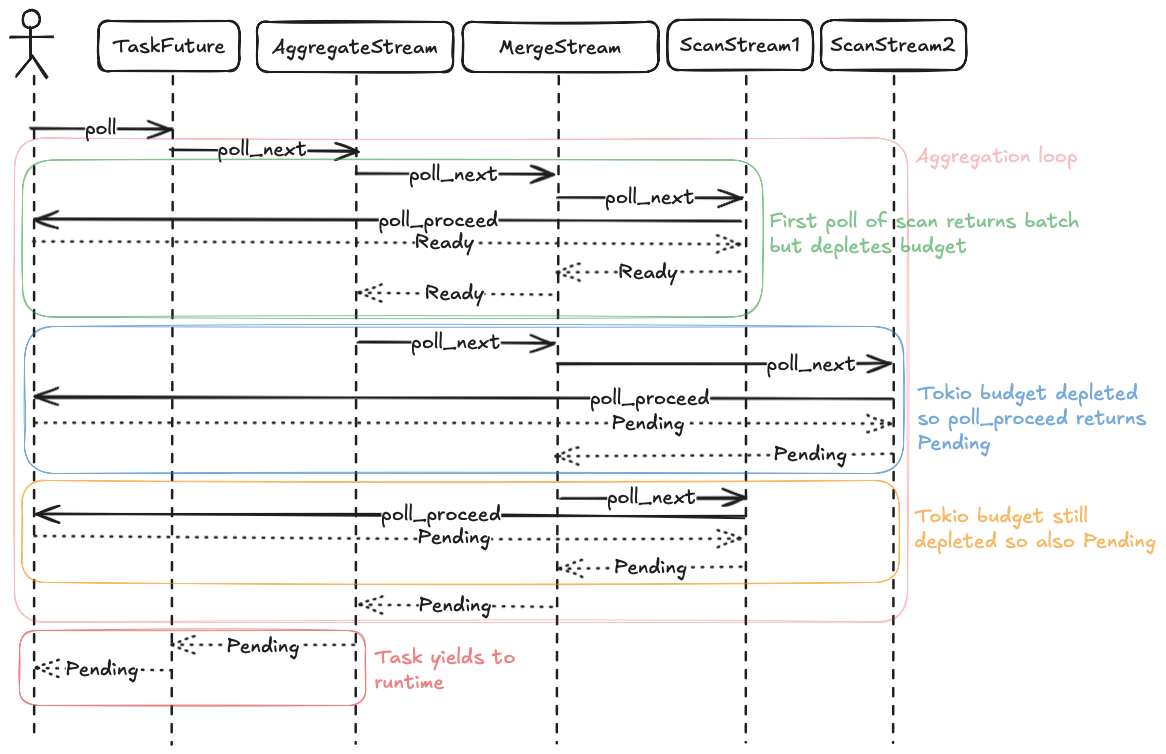 TaskFuture
AggregateStream
MergeStream
ScanStream1
ScanStream2
poll
poll_next
Aggregation loop
poll_next
poll_next
poll_proceed
First poll of scan returns batch
but depletes budget
Ready
Ready
Ready
poll_next
poll_next
poll_proceed
Tokio budget depleted
so poll_proceed returns
Pending
Pending
Pending
poll_next
poll_proceed
Pending
Tokio budget still
depleted so also Pending
Pending
Pending
Pending
Pending
Task yields to
runtime